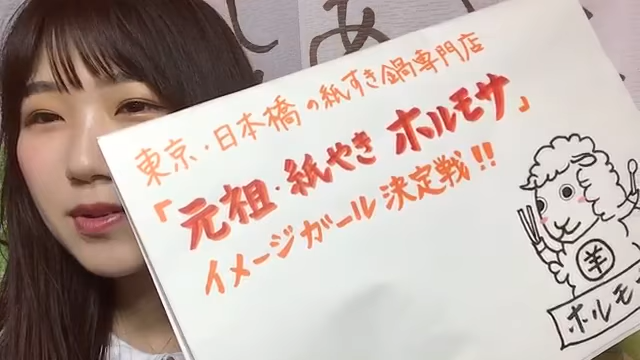 東京・日本橋の紙すき鍋専門店
「元祖・紙やき ホルモサ」
イメージガール決定戦!!
羊
ホルモサ